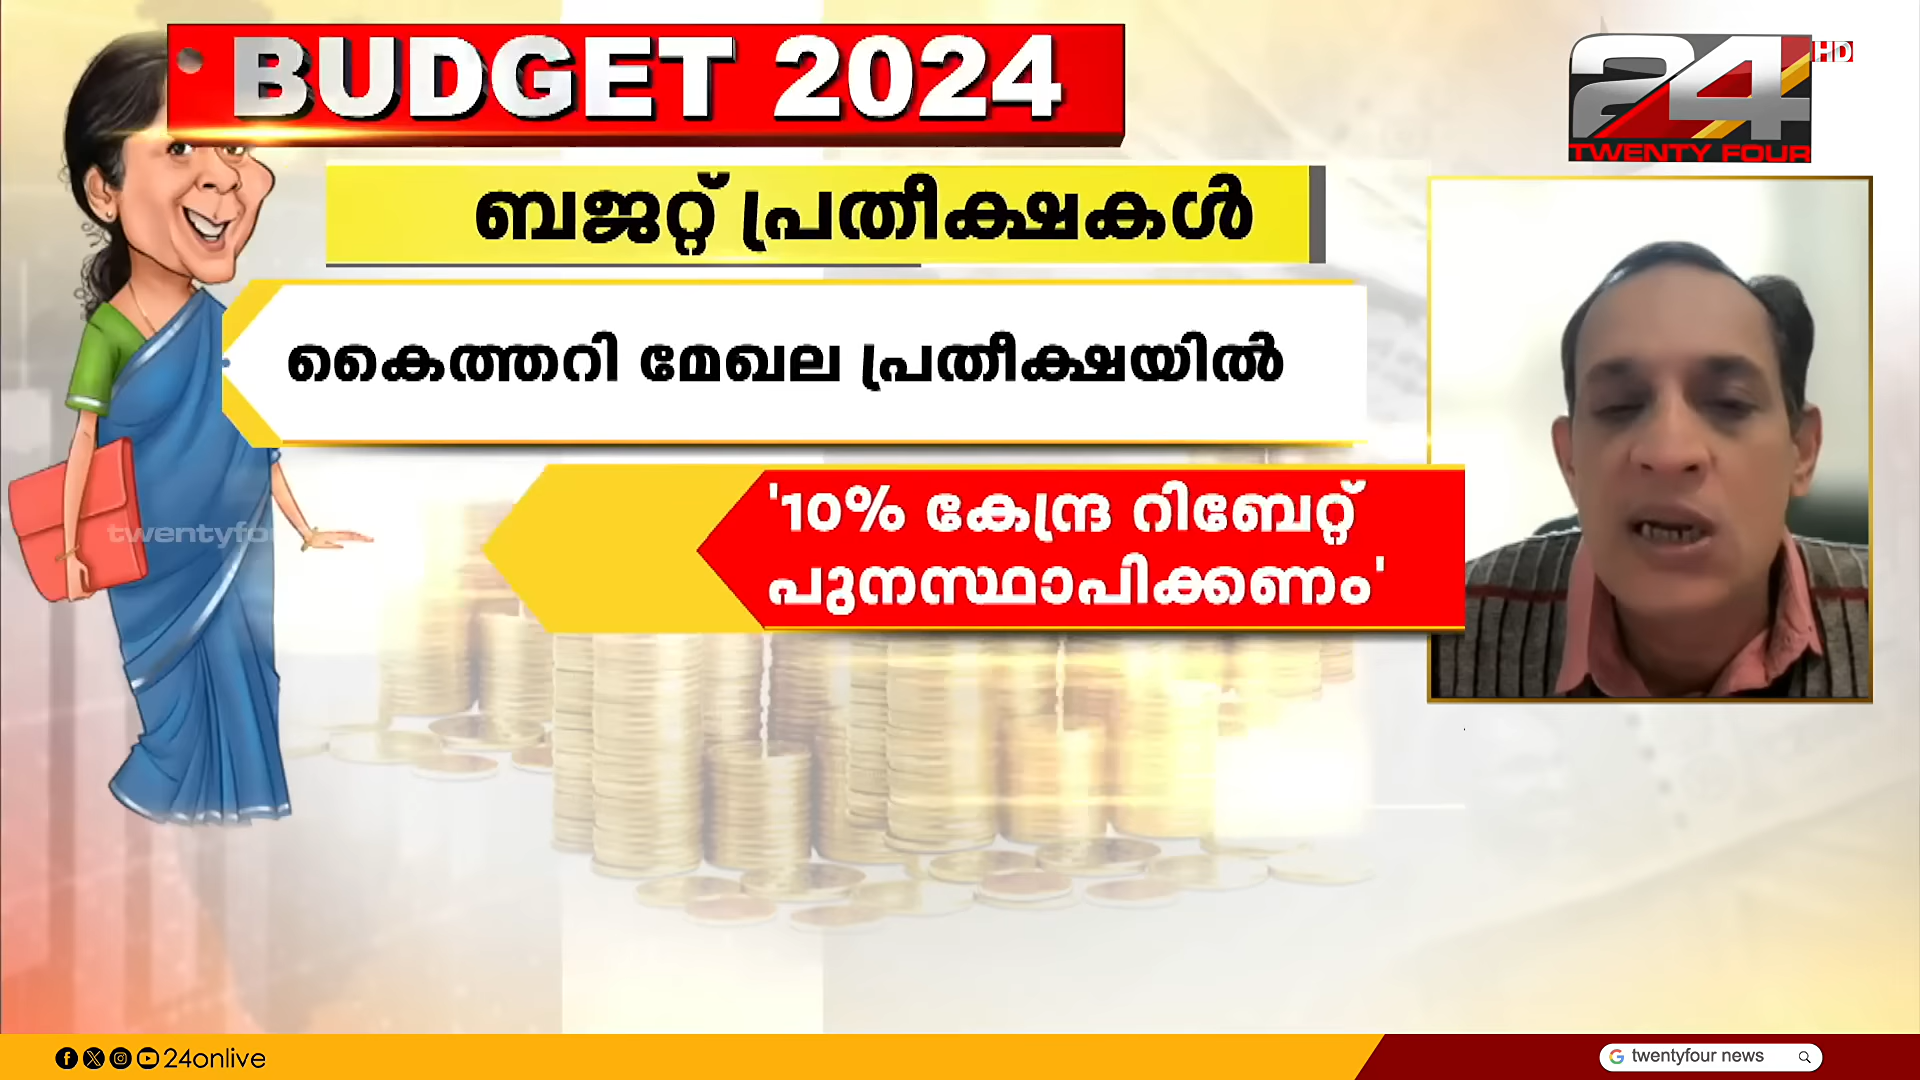 BUDGET 2024
24 HD
TWENTY FOUR
ബജറ്റ് പ്രതീക്ഷകൾ
കൈത്തറി മേഖല പ്രതീക്ഷയിൽ
'10% കേന്ദ്ര റിബേറ്റ്
പുനസ്ഥാപിക്കണം'
24onlive
twentyfour news